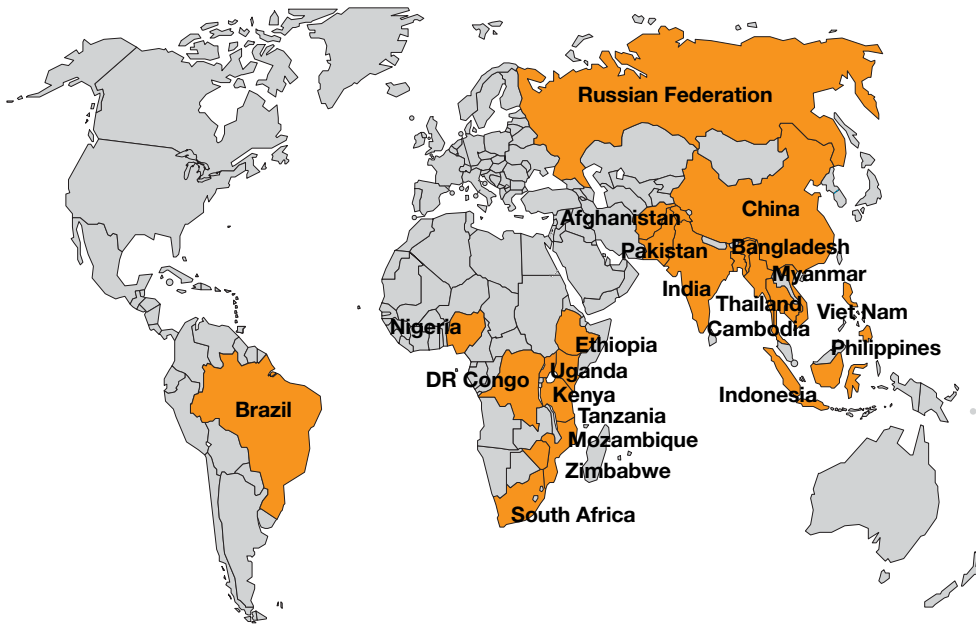 Russian Federation
China
Afghanistan
Pakistan
Bangladesh
India
Myanmar
Thailand
Viet Nam
Cambodia
Philippines
Nigeria
Ethiopia
Uganda
DR Congo
Kenya
Indonesia
Brazil
Tanzania
Mozambique
Zimbabwe
South Africa